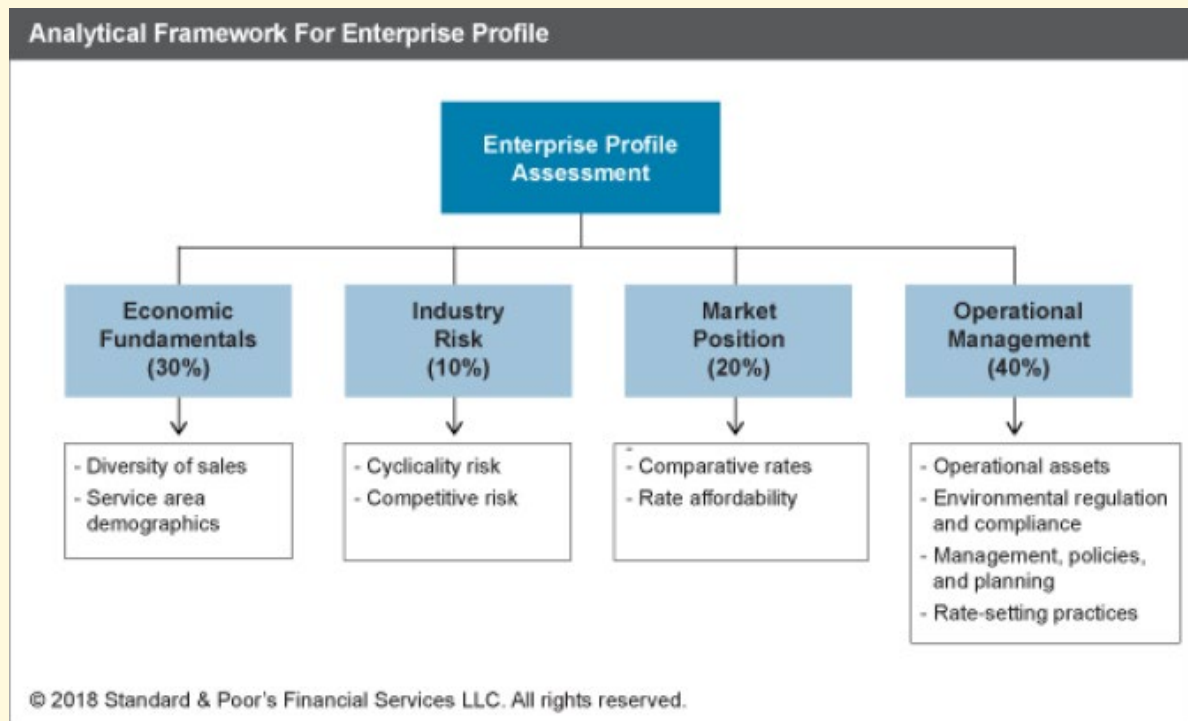 Analytical Framework For Enterprise Profile
Enterprise Profile
Assessment
Economic
Fundamentals
(30%)
Industry
Risk
(10%)
Market
Position
(20%)
Operational
Management
(40%)
- Diversity of sales
- Service area
demographics
- Cyclicality risk
- Competitive risk
-
- Comparative rates
- Rate affordability
- Operational assets
- Environmental regulation
and compliance
- Management, policies,
and planning
- Rate-setting practices
© 2018 Standard & Poor's Financial Services LLC. All rights reserved.